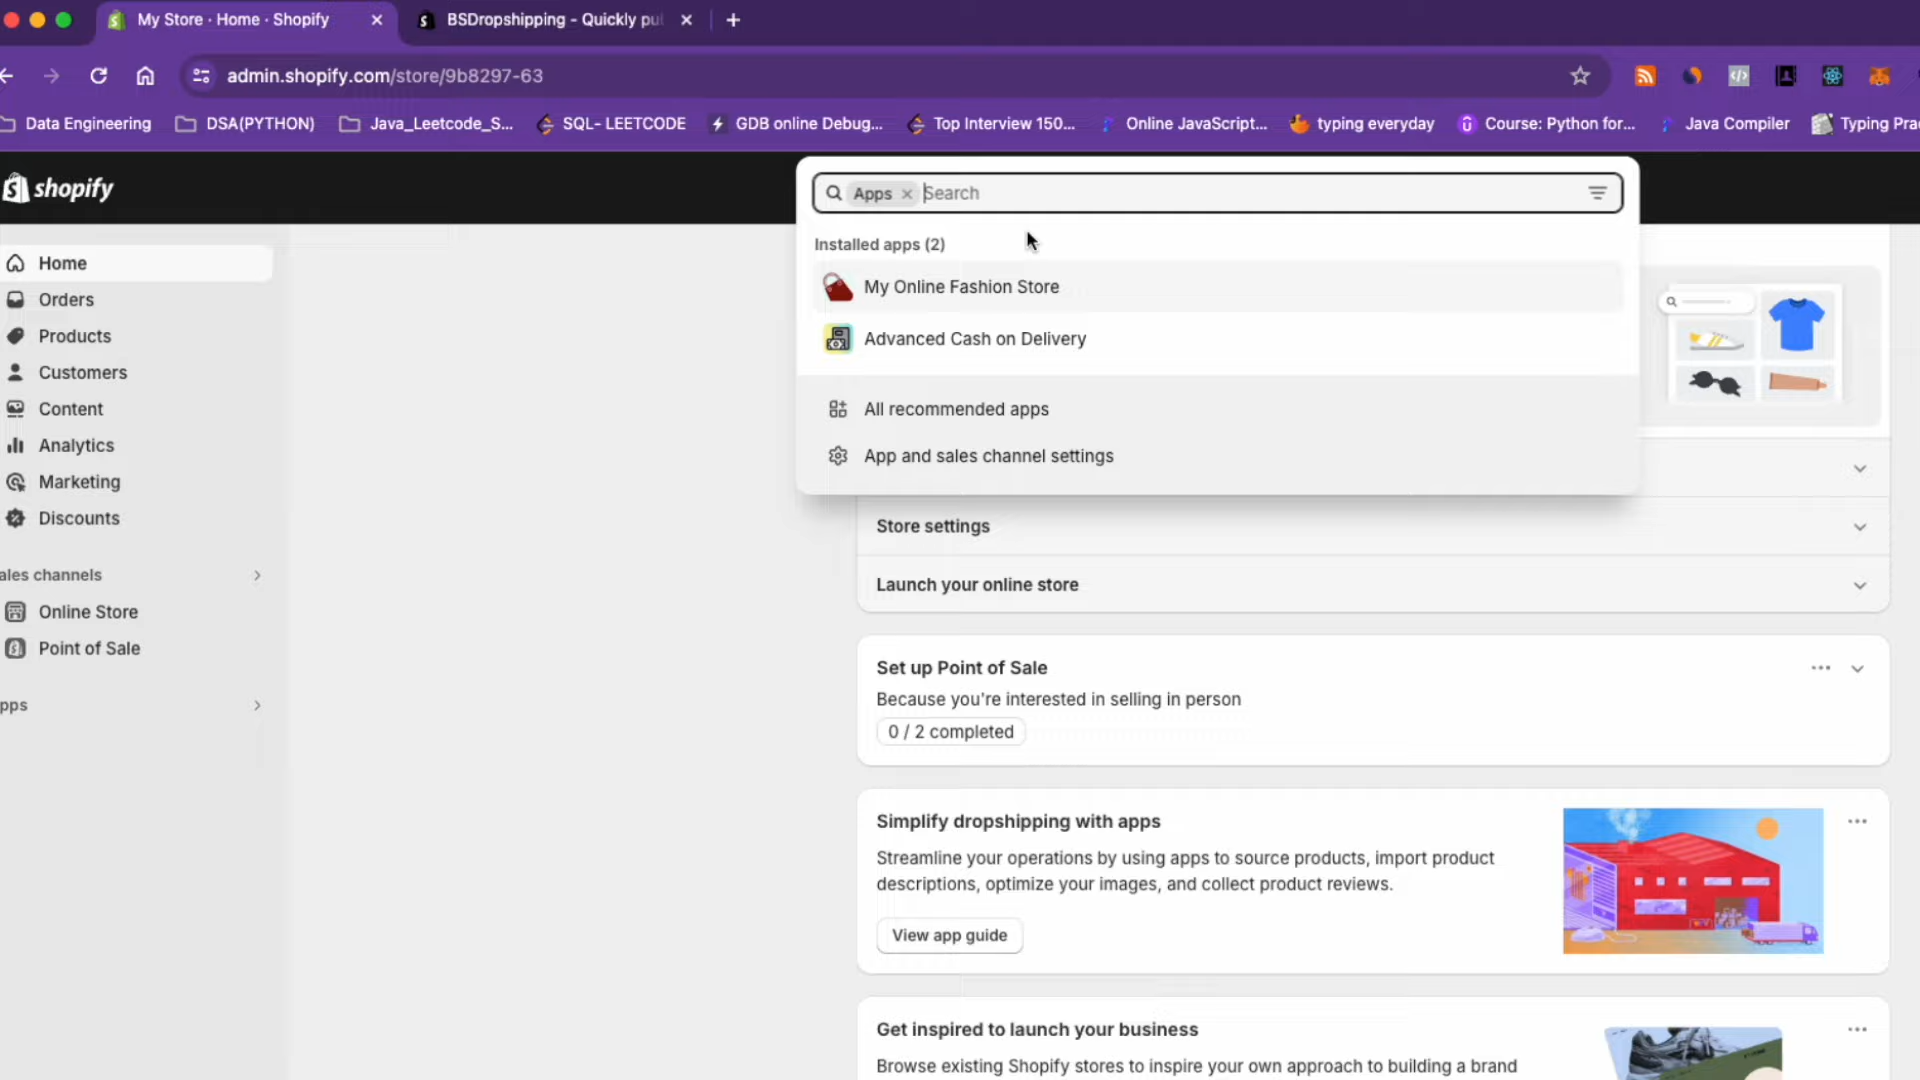 My Store · Home · Shopify
BSDropshipping - Quickly pul
admin.shopify.com/store/9b8297-63
Data Engineering
DSA(PYTHON)
Java_Leetcode_S...
SQL- LEETCODE
GDB online Debug...
Top Interview 150...
Online JavaScript...
typing everyday
Course: Python for...
Java Compiler
Typing Prac
shopify
Apps
Search
Installed apps (2)
My Online Fashion Store
Advanced Cash on Delivery
All recommended apps
App and sales channel settings
Home
Orders
Products
Customers
Content
Analytics
Marketing
Discounts
ales channels
Online Store
Point of Sale
pps
Store settings
Launch your online store
Set up Point of Sale
Because you're interested in selling in person
0 / 2 completed
Simplify dropshipping with apps
Streamline your operations by using apps to source products, import product
descriptions, optimize your images, and collect product reviews.
View app guide
Get inspired to launch your business
Browse existing Shopify stores to inspire your own approach to building a brand